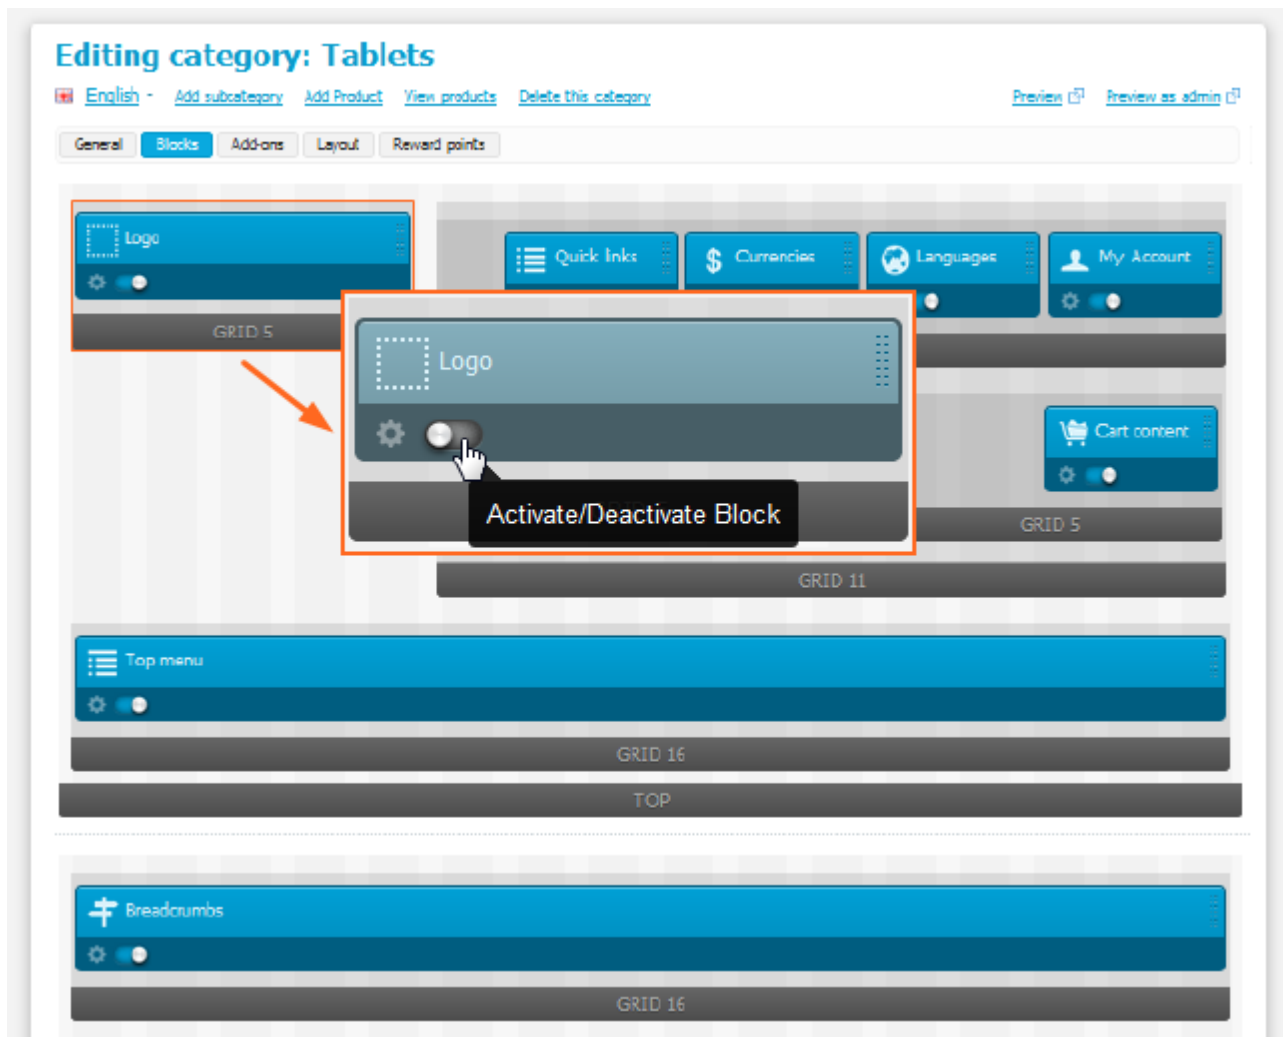 Editing category: Tablets
English - Add subcategory Add Product View products Delete this category Preview Preview as admin
General Blocks Add-ons Layout Reward points
Logo
Quick links $ Currencies Languages My Account
GRID 5
Logo
Activate/Deactivate Block
Cart content
GRID 5
GRID 11
Top menu
GRID 16
TOP
Breadcrumbs
GRID 16